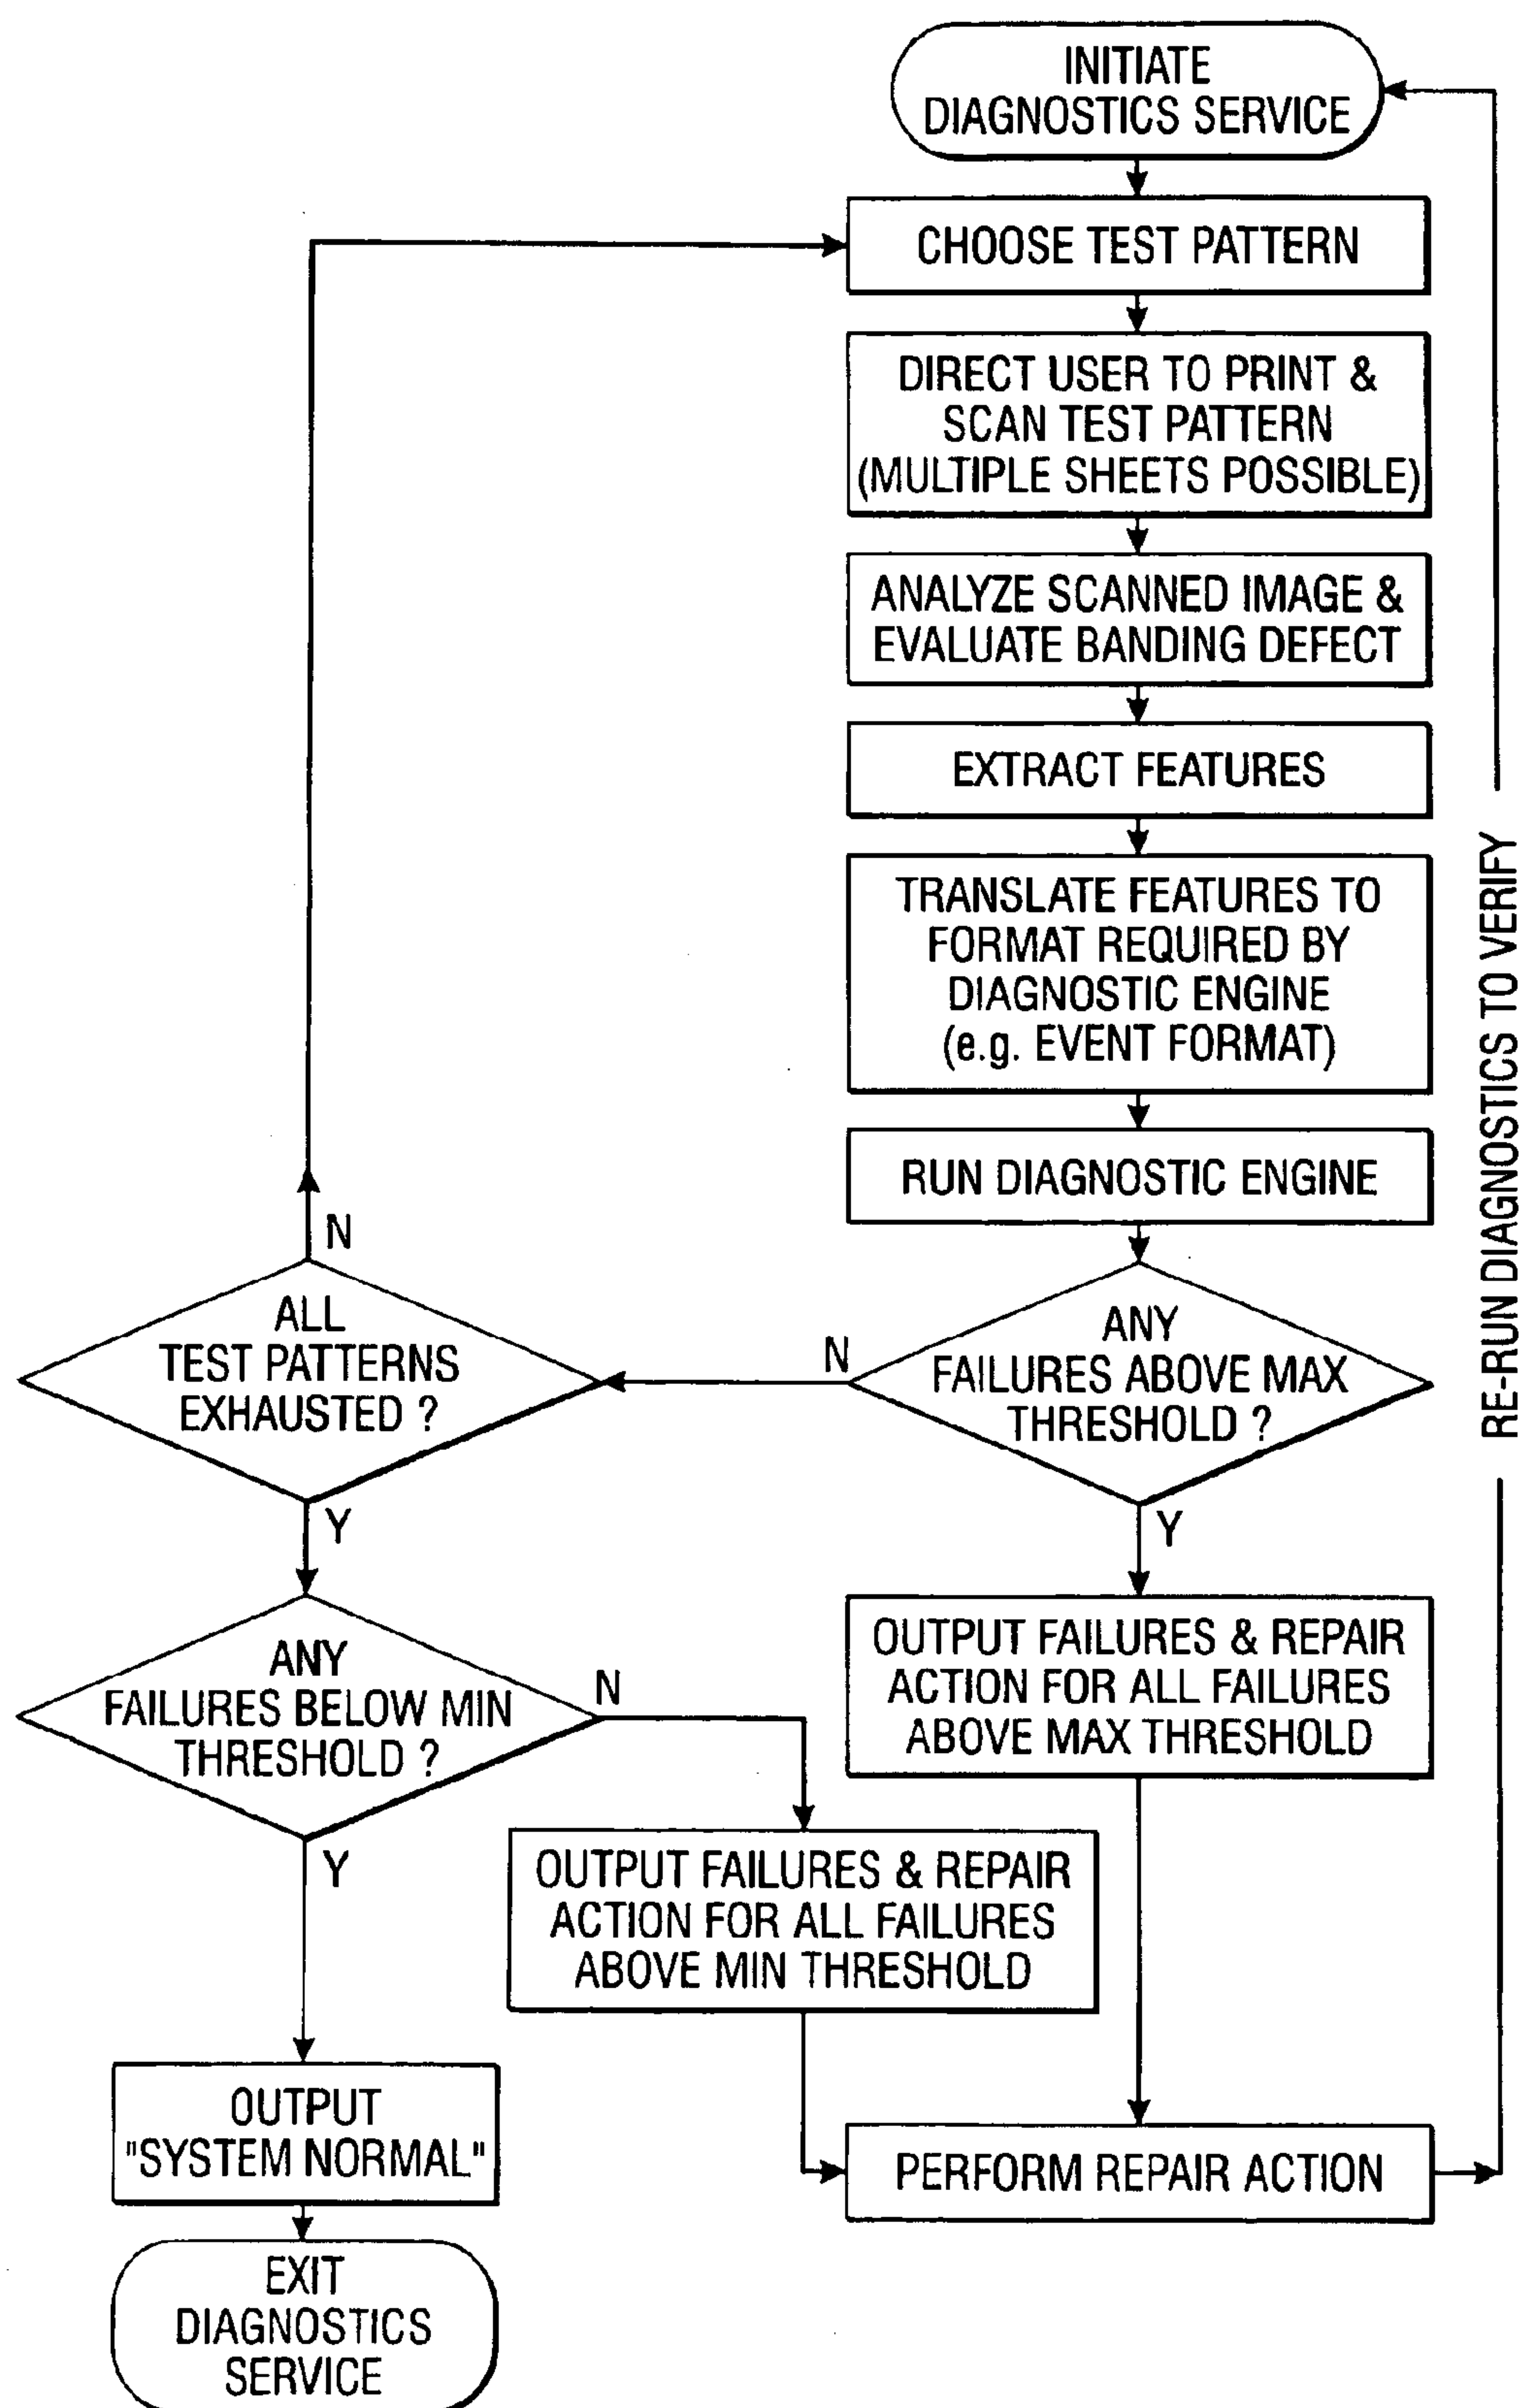 INITIATE
DIAGNOSTICS SERVICE
CHOOSE TEST PATTERN
DIRECT USER TO PRINT &
SCAN TEST PATTERN
(MULTIPLE SHEETS POSSIBLE)
ANALYZE SCANNED IMAGE &
EVALUATE BANDING DEFECT
EXTRACT FEATURES
TRANSLATE FEATURES TO
FORMAT REQUIRED BY
DIAGNOSTIC ENGINE
(e.g. EVENT FORMAT)
RUN DIAGNOSTIC ENGINE
ANY
FAILURES ABOVE MAX
THRESHOLD ?
N
Y
ALL
TEST PATTERNS
EXHAUSTED ?
N
Y
ANY
FAILURES BELOW MIN
THRESHOLD ?
N
Y
OUTPUT FAILURES & REPAIR
ACTION FOR ALL FAILURES
ABOVE MAX THRESHOLD
OUTPUT FAILURES & REPAIR
ACTION FOR ALL FAILURES
ABOVE MIN THRESHOLD
PERFORM REPAIR ACTION
RE-RUN DIAGNOSTICS TO VERIFY
OUTPUT
"SYSTEM NORMAL"
EXIT
DIAGNOSTICS
SERVICE